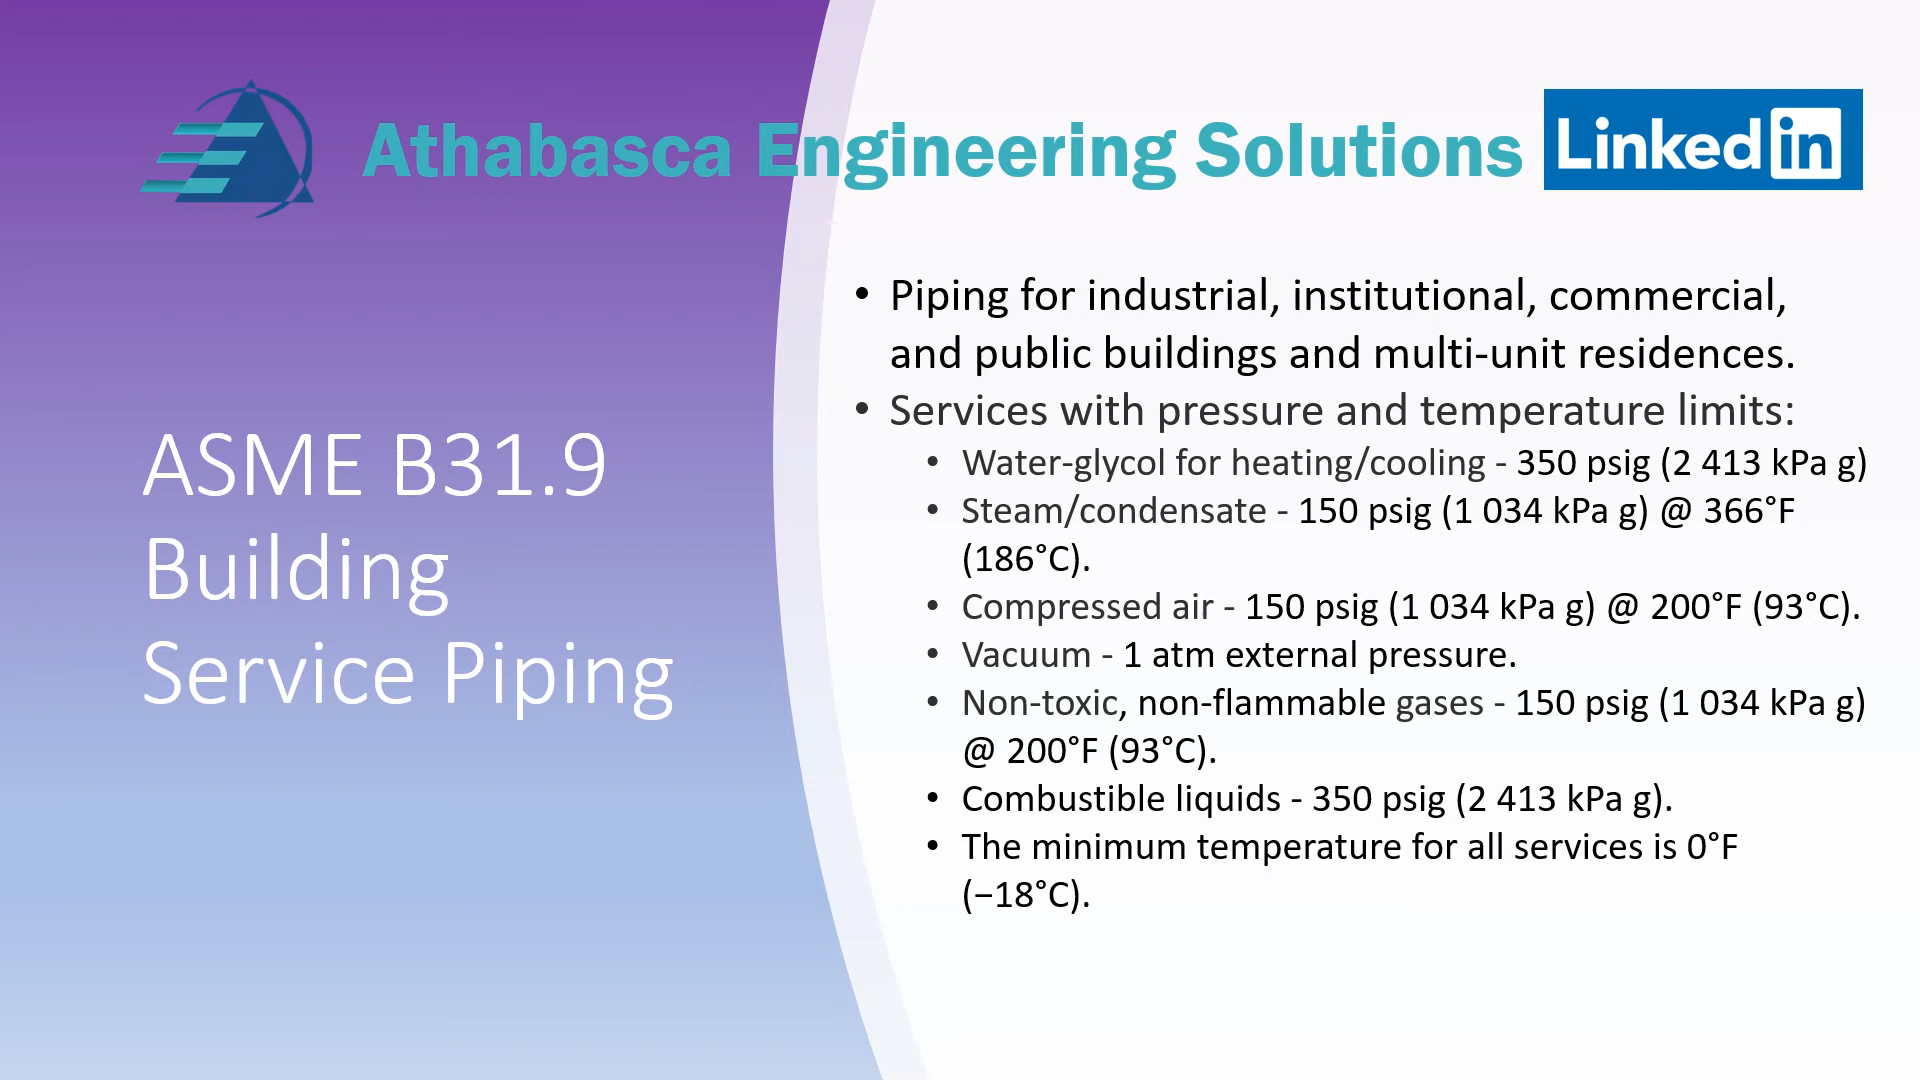 Athabasca Engineering Solutions
Linked in
ASME B31.9
Building
Service Piping
• Piping for industrial, institutional, commercial,
and public buildings and multi-unit residences.
• Services with pressure and temperature limits:
• Water-glycol for heating/cooling - 350 psig (2 413 kPa g)
• Steam/condensate - 150 psig (1 034 kPa g) @ 366°F
(186°C).
• Compressed air - 150 psig (1 034 kPa g) @ 200°F (93°C).
• Vacuum - 1 atm external pressure.
• Non-toxic, non-flammable gases - 150 psig (1 034 kPa g)
@ 200°F (93°C).
• Combustible liquids - 350 psig (2 413 kPa g).
• The minimum temperature for all services is 0°F
(−18°C).